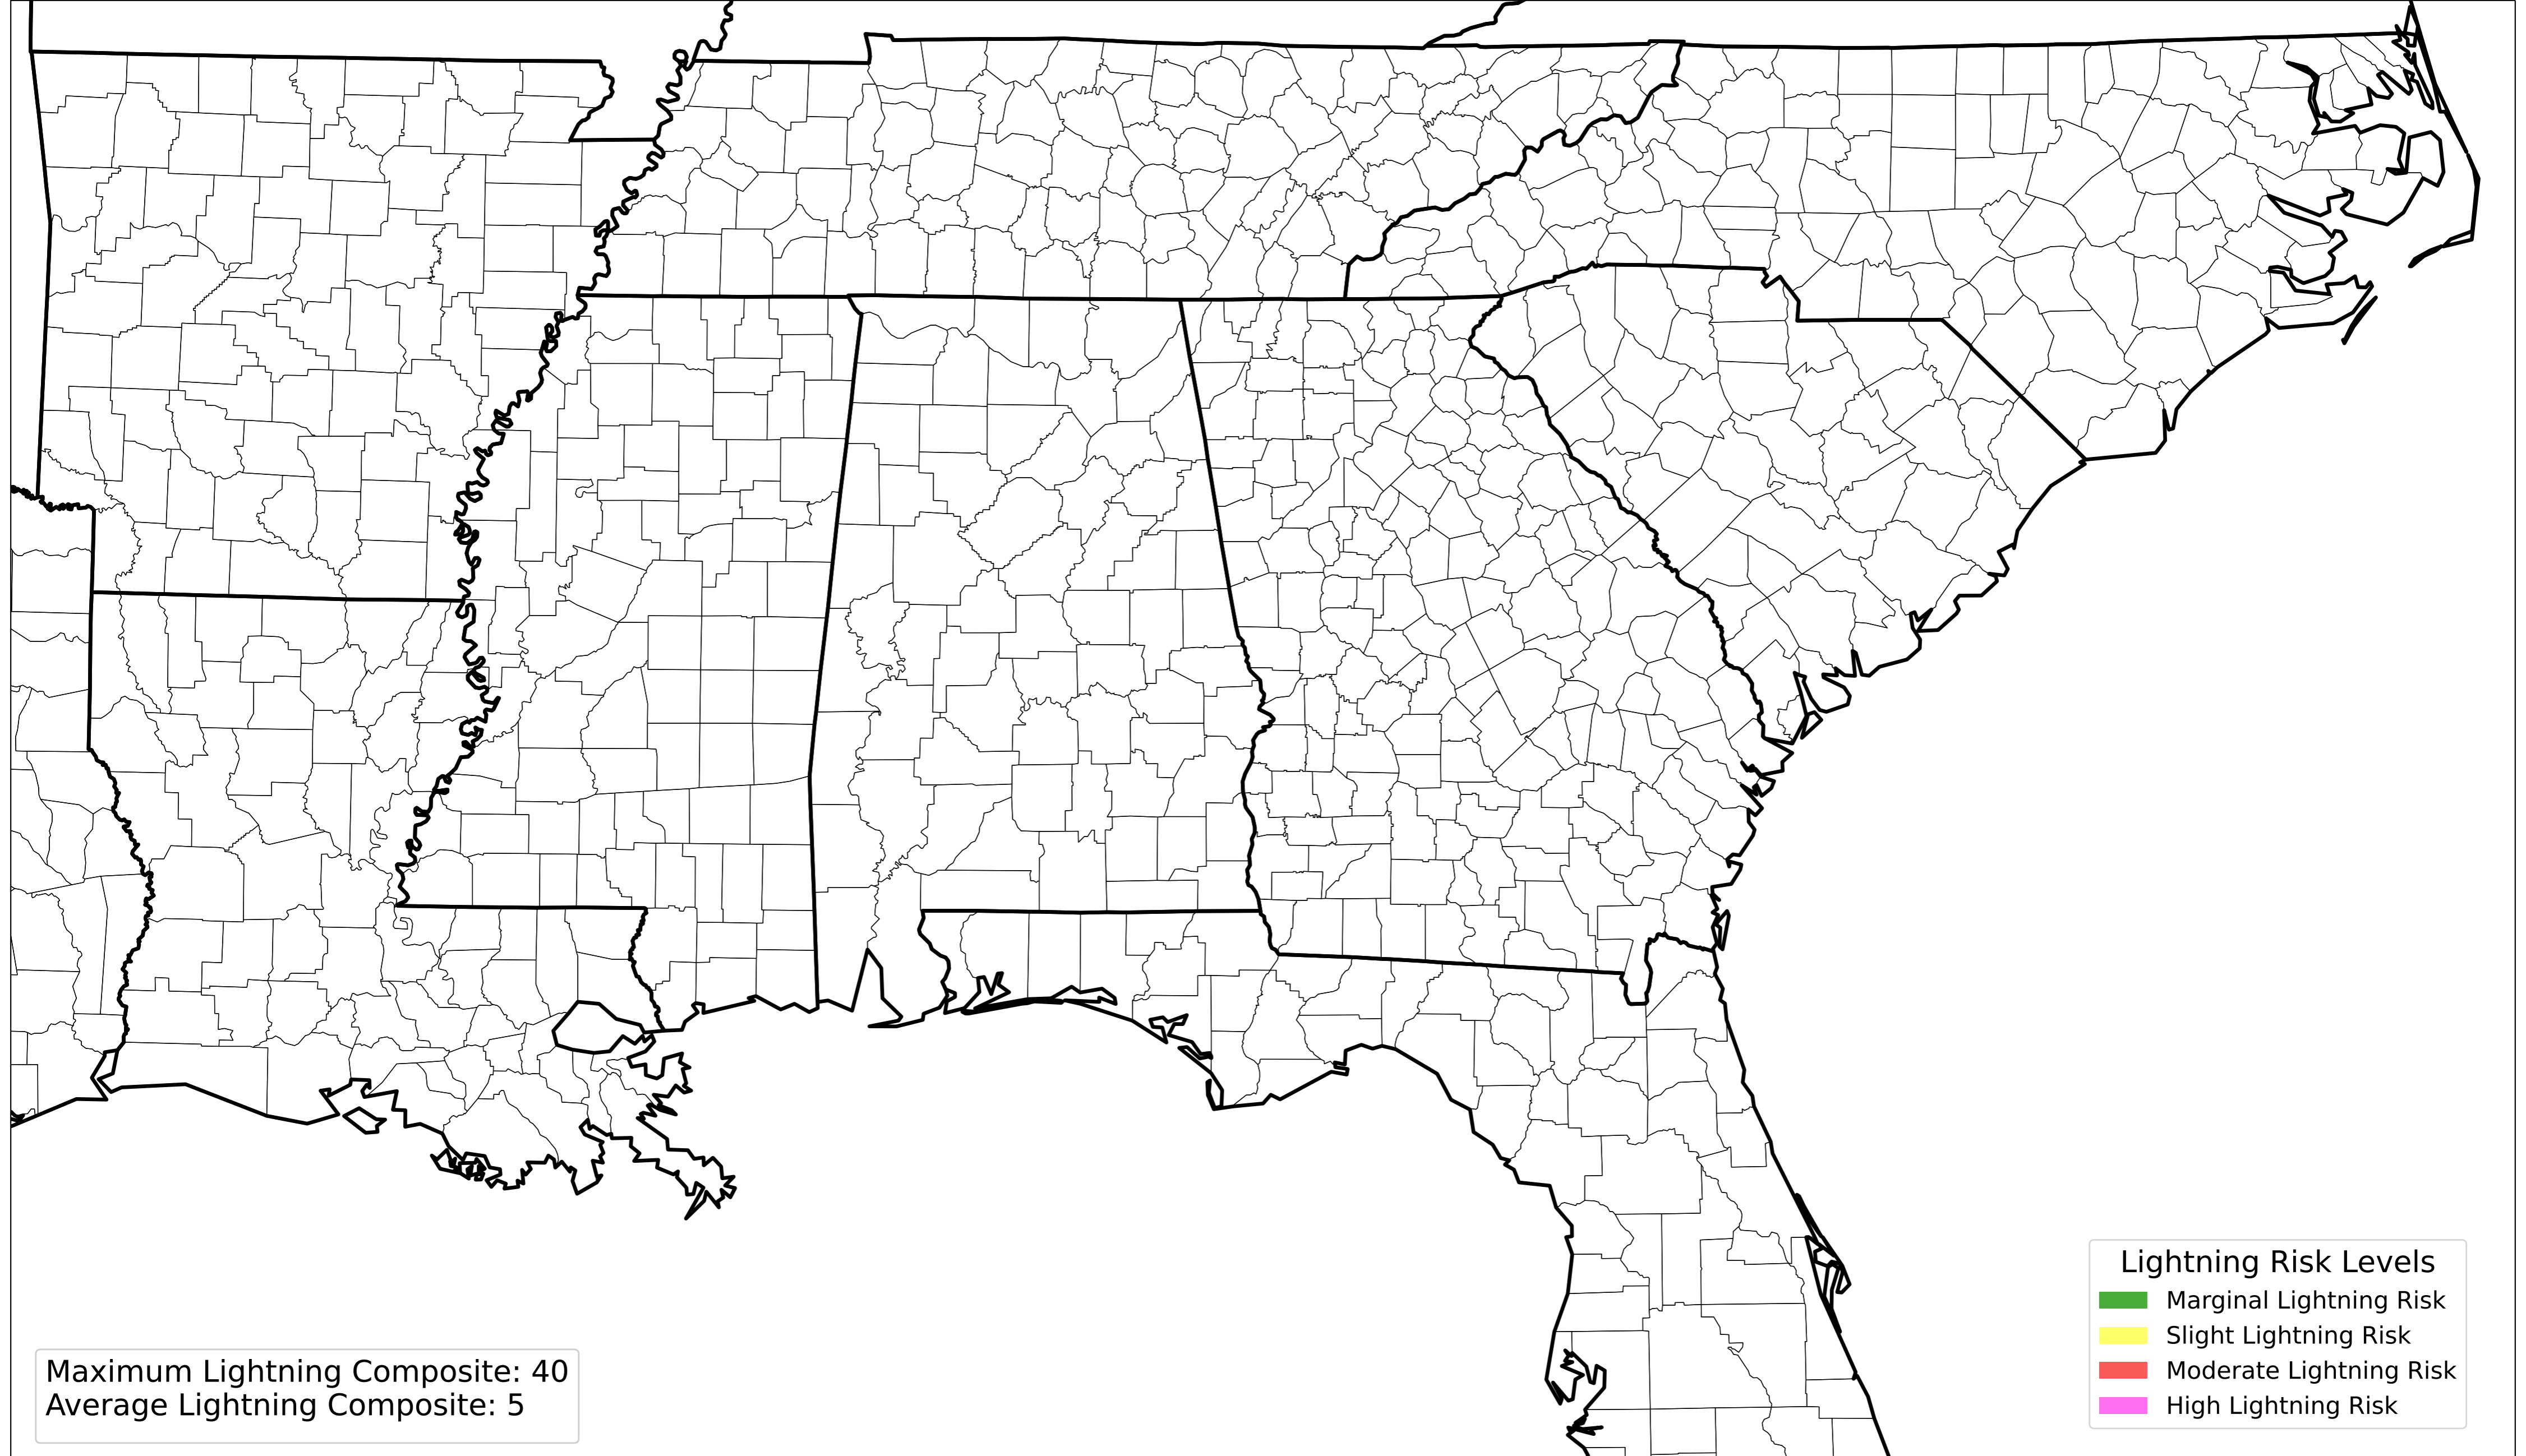 Lightning Risk Levels
Marginal Lightning Risk
Slight Lightning Risk
Moderate Lightning Risk
High Lightning Risk
Maximum Lightning Composite: 40
Average Lightning Composite: 5